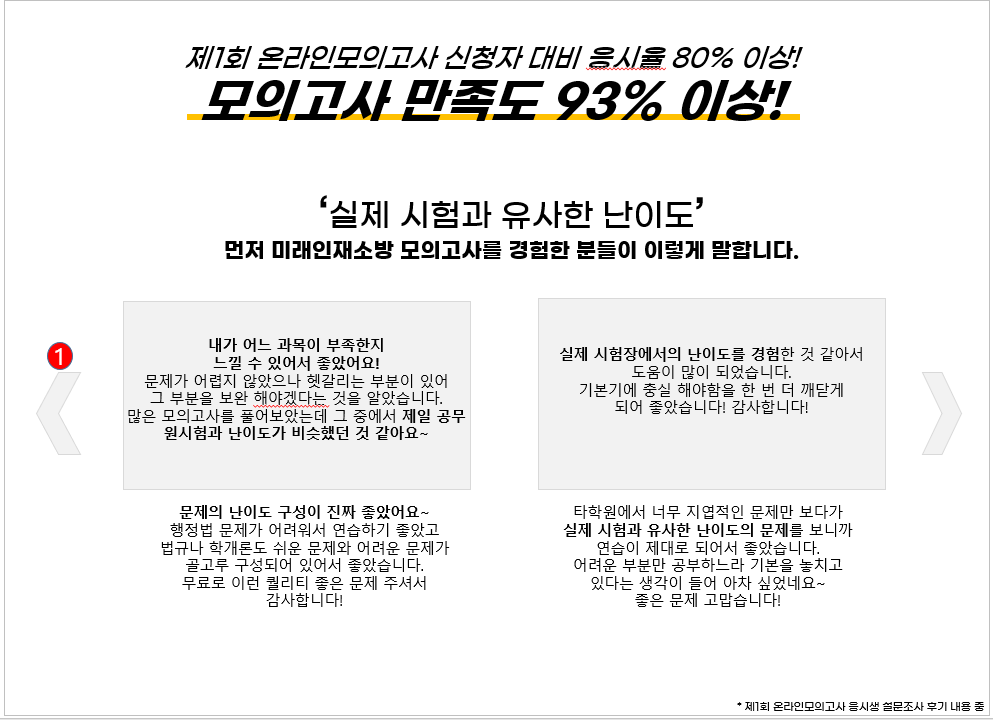 제1회 온라인모의고사 신청자 대비 응시율 80% 이상!
모의고사 만족도 93% 이상!
‘실제 시험과 유사한 난이도’
먼저 미래인재소방 모의고사를 경험한 분들이 이렇게 말합니다.
1
내가 어느 과목이 부족한지
느낄 수 있어서 좋았어요!
문제가 어렵지 않았으나 헷갈리는 부분이 있어
그 부분을 보완 해야겠다는 것을 알았습니다.
많은 모의고사를 풀어보았는데 그 중에서 제일 공무
원시험과 난이도가 비슷했던 것 같아요~
실제 시험장에서의 난이도를 경험한 것 같아서
도움이 많이 되었습니다.
기본기에 충실 해야함을 한 번 더 깨닫게
되어 좋았습니다! 감사합니다!
문제의 난이도 구성이 진짜 좋았어요~
행정법 문제가 어려워서 연습하기 좋았고
법규나 학개론도 쉬운 문제와 어려운 문제가
골고루 구성되어 있어서 좋았습니다.
무료로 이런 퀄리티 좋은 문제 주셔서
감사합니다!
타학원에서 너무 지엽적인 문제만 보다가
실제 시험과 유사한 난이도의 문제를 보니까
연습이 제대로 되어서 좋았습니다.
어려운 부분만 공부하느라 기본을 놓치고
있다는 생각이 들어 아차 싶었네요~
좋은 문제 고맙습니다!
* 제1회 온라인모의고사 응시생 설문조사 후기 내용 중